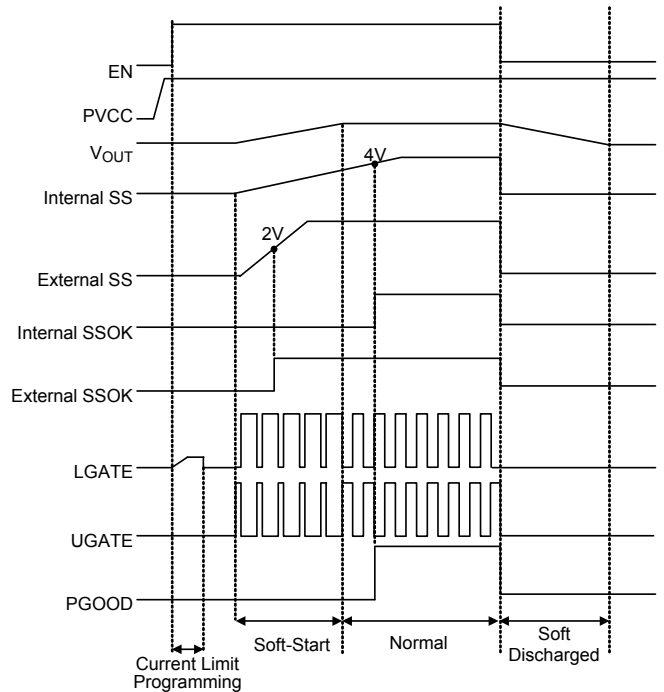 EN
PVCC
VOUT
4V
Internal SS
2V
External SS
Internal SSOK
External SSOK
LGATE
UGATE
PGOOD
Soft-Start
Normal
Soft
Discharged
Current Limit
Programming